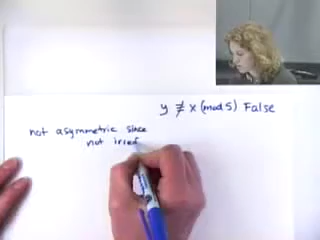 y ≢ x (mod 5) False
not asymmetric since
not irref